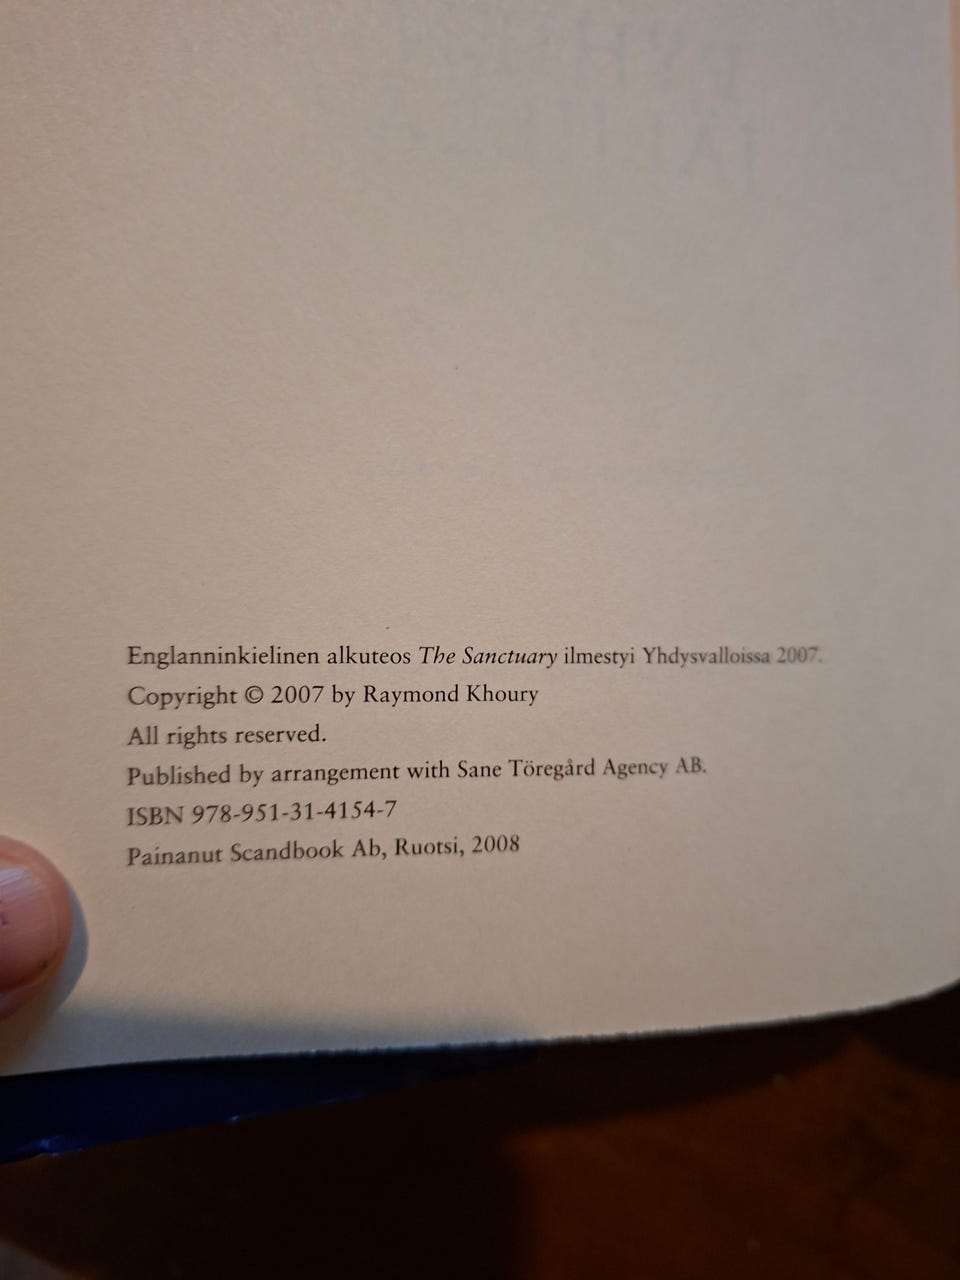 Englanninkielinen alkuteos The Sanctuary ilmestyi Yhdysvalloissa 2007.
Copyright © 2007 by Raymond Khoury
All rights reserved.
Published by arrangement with Sane Töregård Agency AB.
ISBN 978-951-31-4154-7
Painanut Scandbook Ab, Ruotsi, 2008